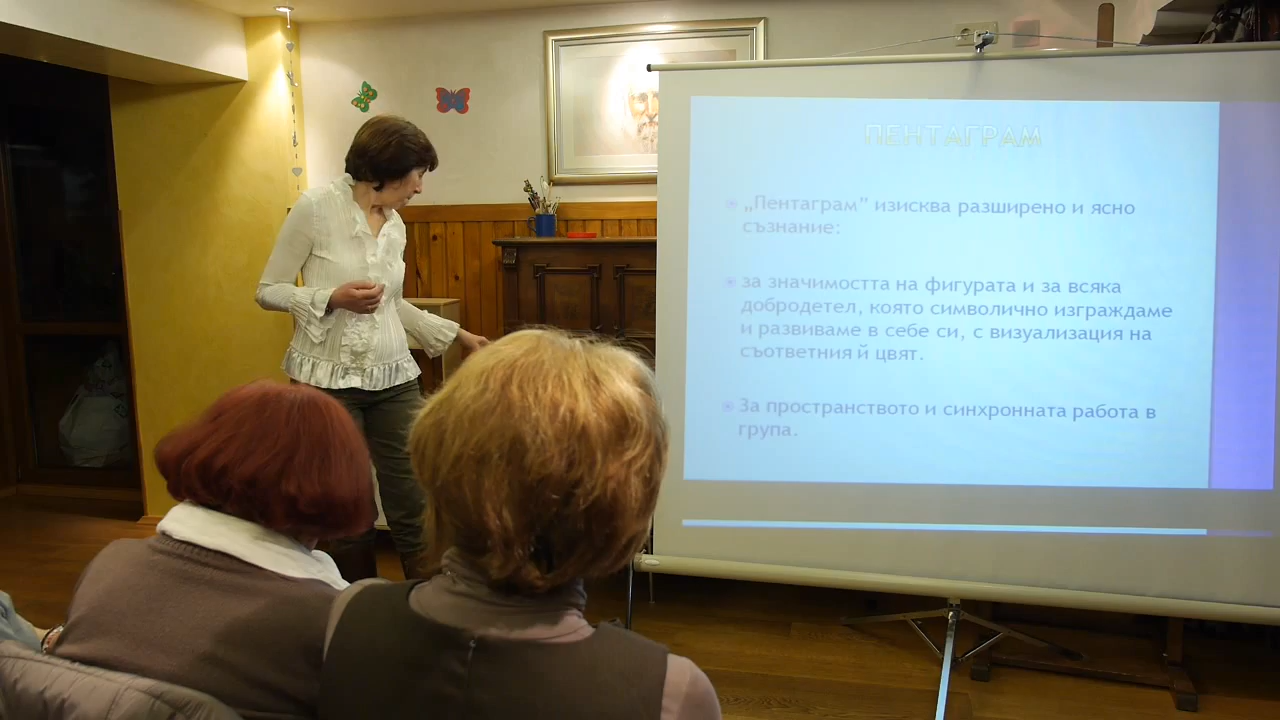 ПЕНТАГРАМ
„Пентаграм" изисква разширено и ясно
съзнание:
за значимостта на фигурата и за всяка
добродетел, която символично изграждаме
и развиваме в себе си, с визуализация на
съответния й цвят.
За пространството и синхронната работа в
група.